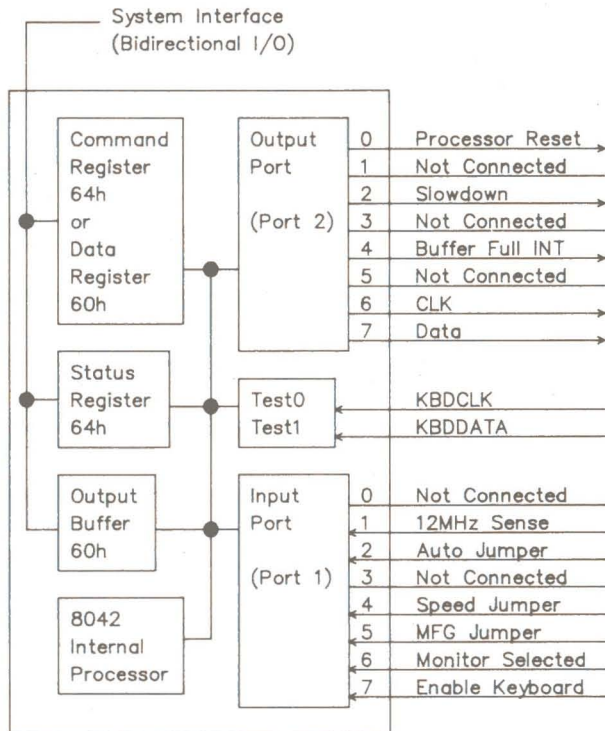 System Interface
(Bidirectional I/O)
Command
Register
64h
or
Data
Register
60h
Output
Port
(Port 2)
0 Processor Reset
1 Not Connected
2 Slowdown
3 Not Connected
4 Buffer Full INT
5 Not Connected
6 CLK
7 Data
Status
Register
64h
Test0
Test1
KBDCLK
KBDDATA
Output
Buffer
60h
Input
Port
(Port 1)
0 Not Connected
1 12MHz Sense
2 Auto Jumper
3 Not Connected
4 Speed Jumper
5 MFG Jumper
6 Monitor Selected
7 Enable Keyboard
8042
Internal
Processor